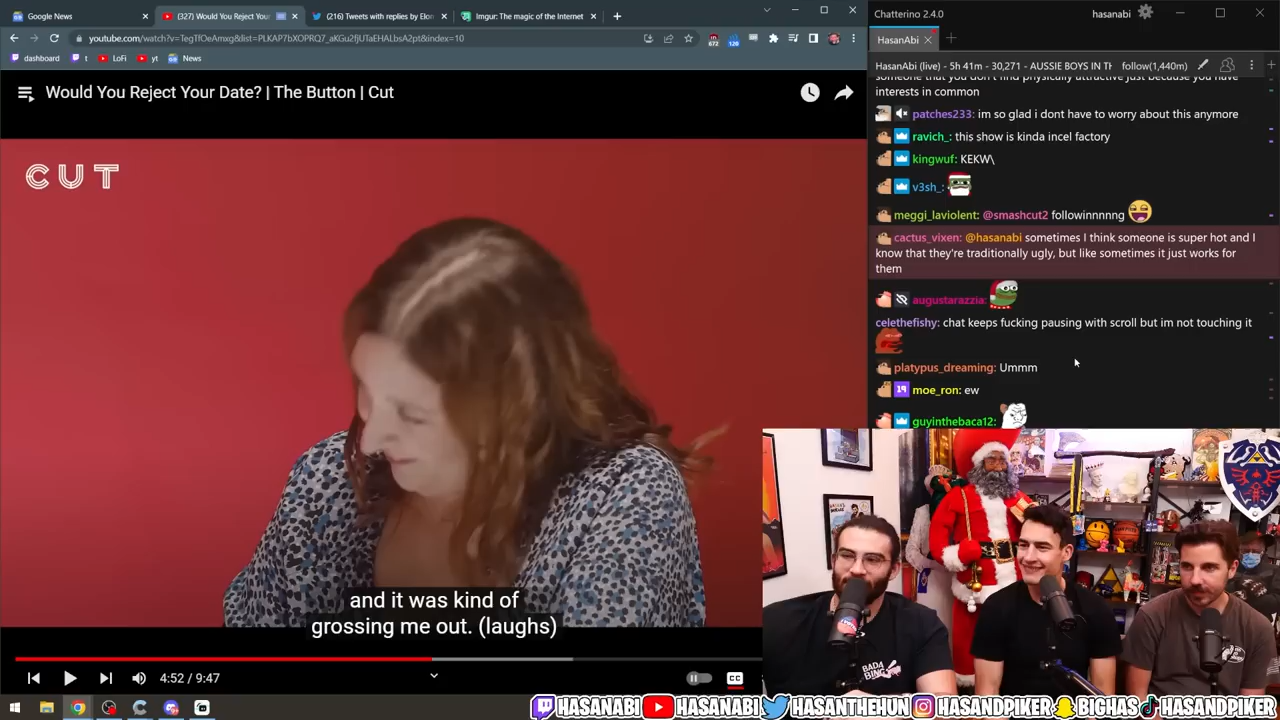 Google News
(327) Would You Reject Your
(216) Tweets with replies by Elon
Imgur: The magic of the Internet
youtube.com/watch?v=TegTfOeAmxg&list=PLKAP7bXOPRQ7_aKGu2fjUTaEHALbsA2pt&index=10
dashboard
t
LoFi
yt
News
Would You Reject Your Date? | The Button | Cut
CUT
and it was kind of
grossing me out. (laughs)
4:52 / 9:47
CC
Chatterino 2.4.0
hasanabi
HasanAbi
HasanAbi (live) - 5h 41m - 30,271 - AUSSIE BOYS IN TH
follow(1,440m)
someone that you don't find physically attractive just because you have
interests in common
patches233: im so glad i dont have to worry about this anymore
ravich_: this show is kinda incel factory
kingwuf: KEKW\
v3sh_:
meggi_laviolent: @smashcut2 followinnnnng
cactus_vixen: @hasanabi sometimes I think someone is super hot and I
know that they're traditionally ugly, but like sometimes it just works for
them
augustarazzia:
celethefishy: chat keeps fucking pausing with scroll but im not touching it
platypus_dreaming: Ummm
moe_ron: ew
guyinthebaca12:
BADA
BING
HASANABI
HASANABI
HASANTHEHUN
HASANDPIKER
BIGHAS
HASANDPIKER